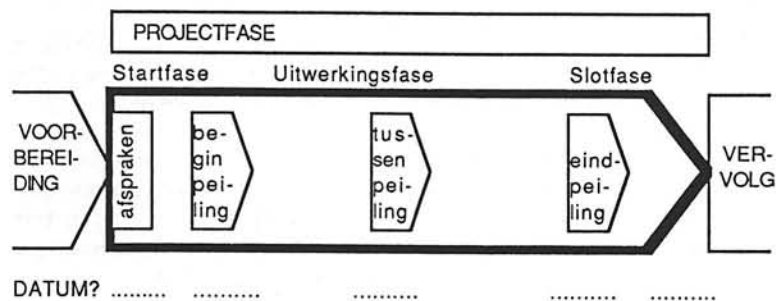 PROJECTFASE
Startfase Uitwerkingsfase Slotfase
VOOR-
BEREI-
DING
afspraken
be-
gin
pei-
ling
tus-
sen
pei-
ling
eind-
pei-
ling
VER-
VOLG
DATUM? ......... ........... ........... ........... ...........